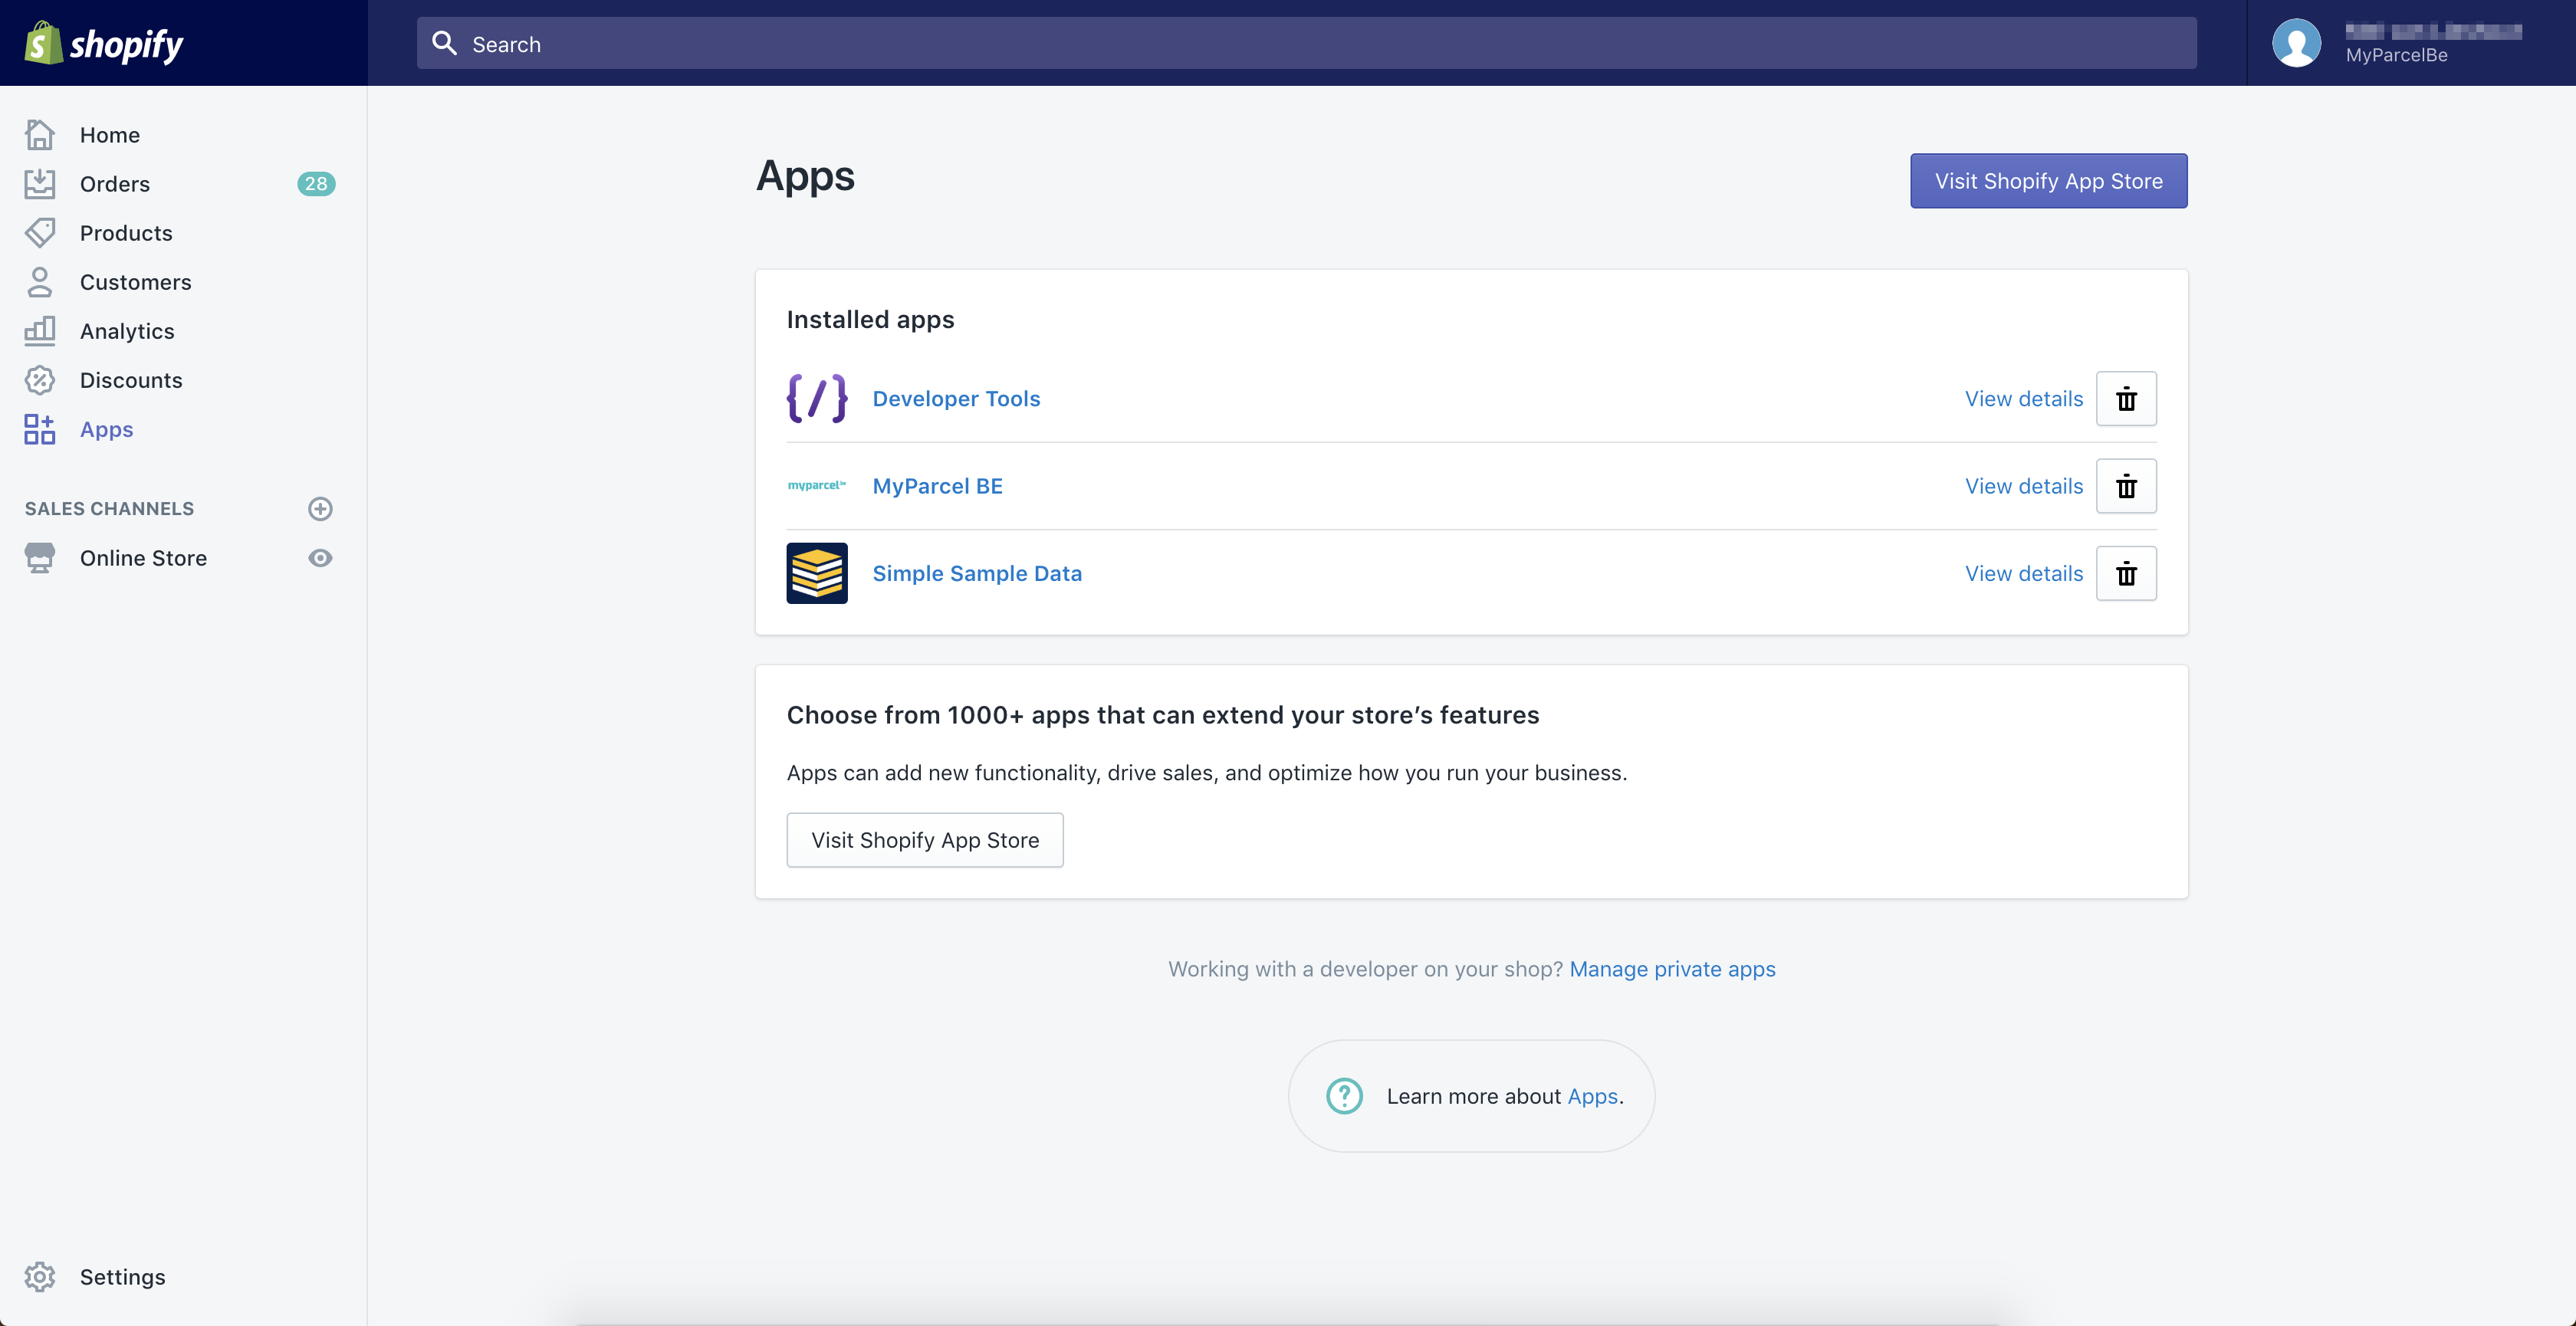 shopify
Search
MyParcelBe
Home
Orders 28
Products
Customers
Analytics
Discounts
Apps
SALES CHANNELS
Online Store
Settings
Apps
Visit Shopify App Store
Installed apps
Developer Tools View details
myparcel be MyParcel BE View details
Simple Sample Data View details
Choose from 1000+ apps that can extend your store’s features
Apps can add new functionality, drive sales, and optimize how you run your business.
Visit Shopify App Store
Working with a developer on your shop? Manage private apps
Learn more about Apps.